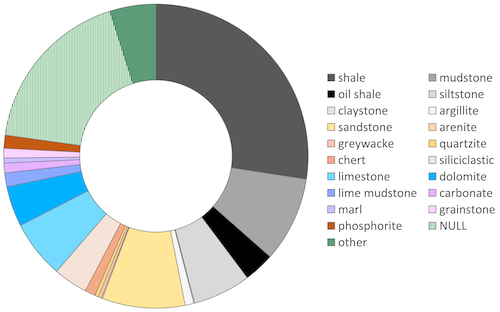 shale mudstone
oil shale siltstone
claystone argillite
sandstone arenite
greywacke quartzite
chert siliciclastic
limestone dolomite
lime mudstone carbonate
marl grainstone
phosphorite NULL
other